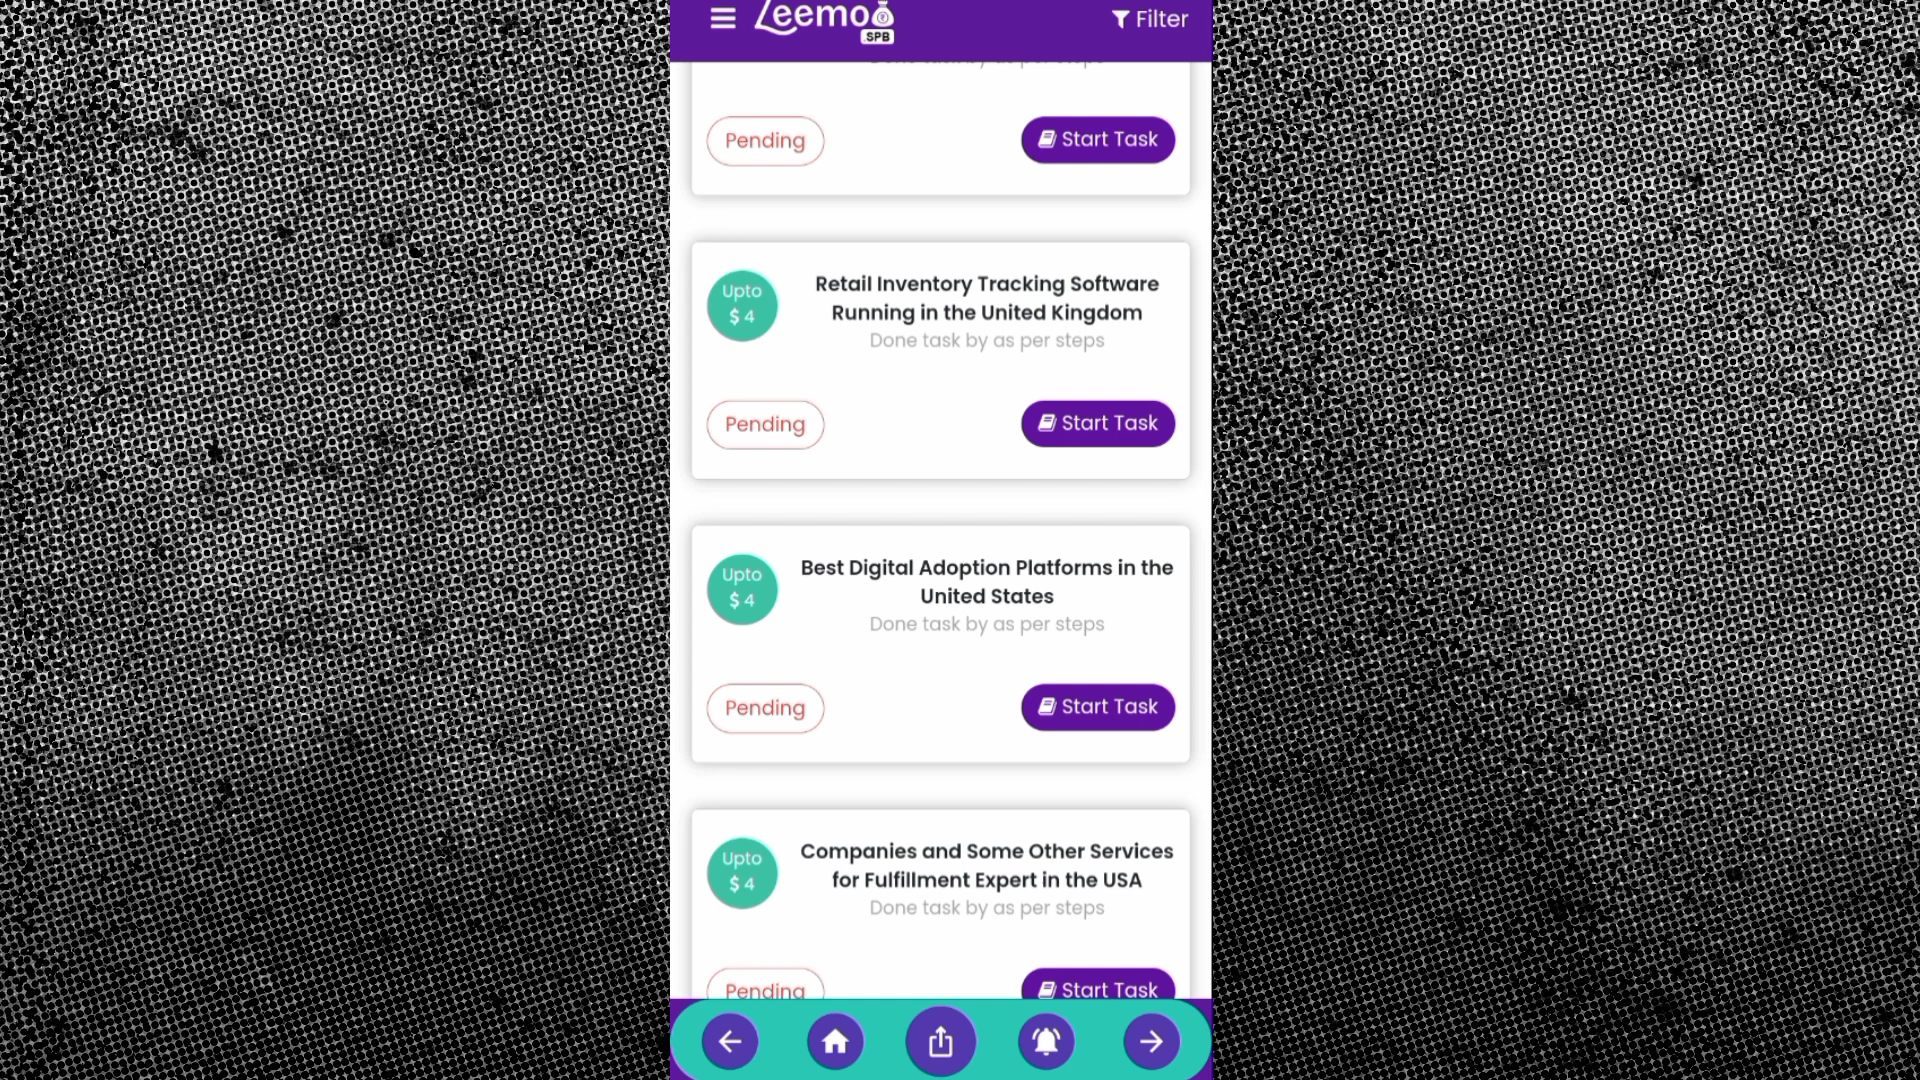 Zeemo
SPB
Filter
Pending
Start Task
Upto
$ 4
Retail Inventory Tracking Software
Running in the United Kingdom
Done task by as per steps
Pending
Start Task
Upto
$ 4
Best Digital Adoption Platforms in the
United States
Done task by as per steps
Pending
Start Task
Upto
$ 4
Companies and Some Other Services
for Fulfillment Expert in the USA
Done task by as per steps
Pending
Start Task